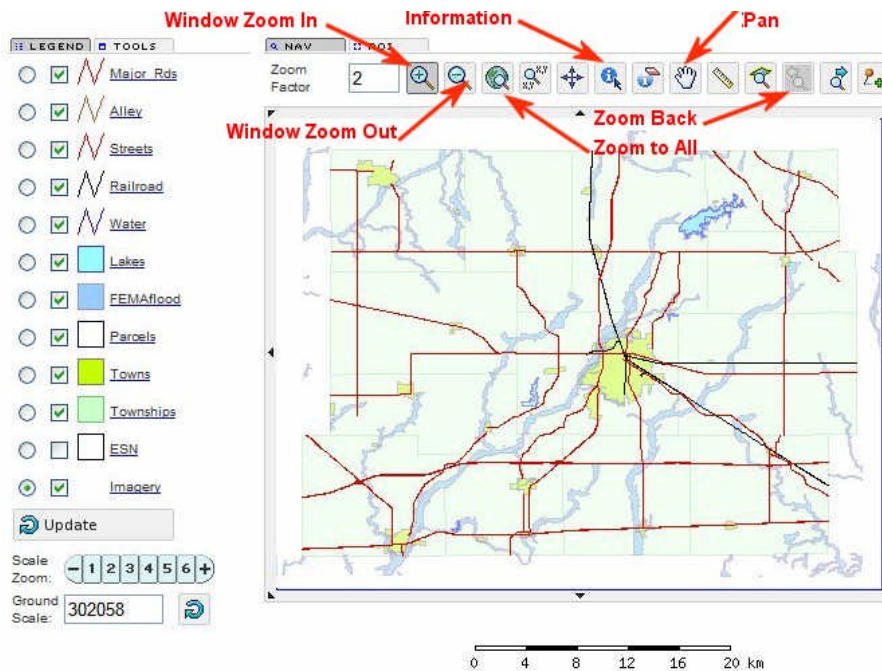 Window Zoom In
Information
Pan
LEGEND
TOOLS
NAV
Zoom
Factor
2
x,y
x,y
Window Zoom Out
Zoom Back
Zoom to All
Major_Rds
Alley
Streets
Railroad
Water
Lakes
FEMAflood
Parcels
Towns
Townships
ESN
Imagery
Update
Scale
Zoom:
- 1 2 3 4 5 6 +
Ground
Scale:
302058
0 4 8 12 16 20 km